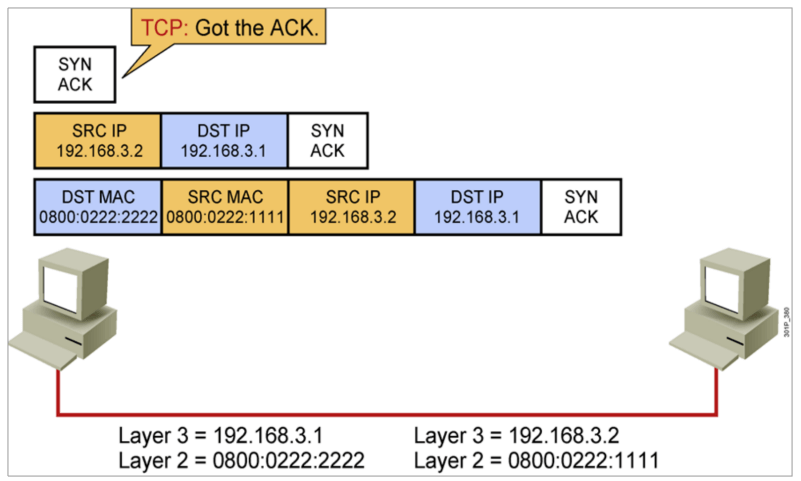 TCP: Got the ACK.
SYN
ACK
SRC IP
192.168.3.2
DST IP
192.168.3.1
SYN
ACK
DST MAC
0800:0222:2222
SRC MAC
0800:0222:1111
SRC IP
192.168.3.2
DST IP
192.168.3.1
SYN
ACK
301P_380
Layer 3 = 192.168.3.1
Layer 2 = 0800:0222:2222
Layer 3 = 192.168.3.2
Layer 2 = 0800:0222:1111